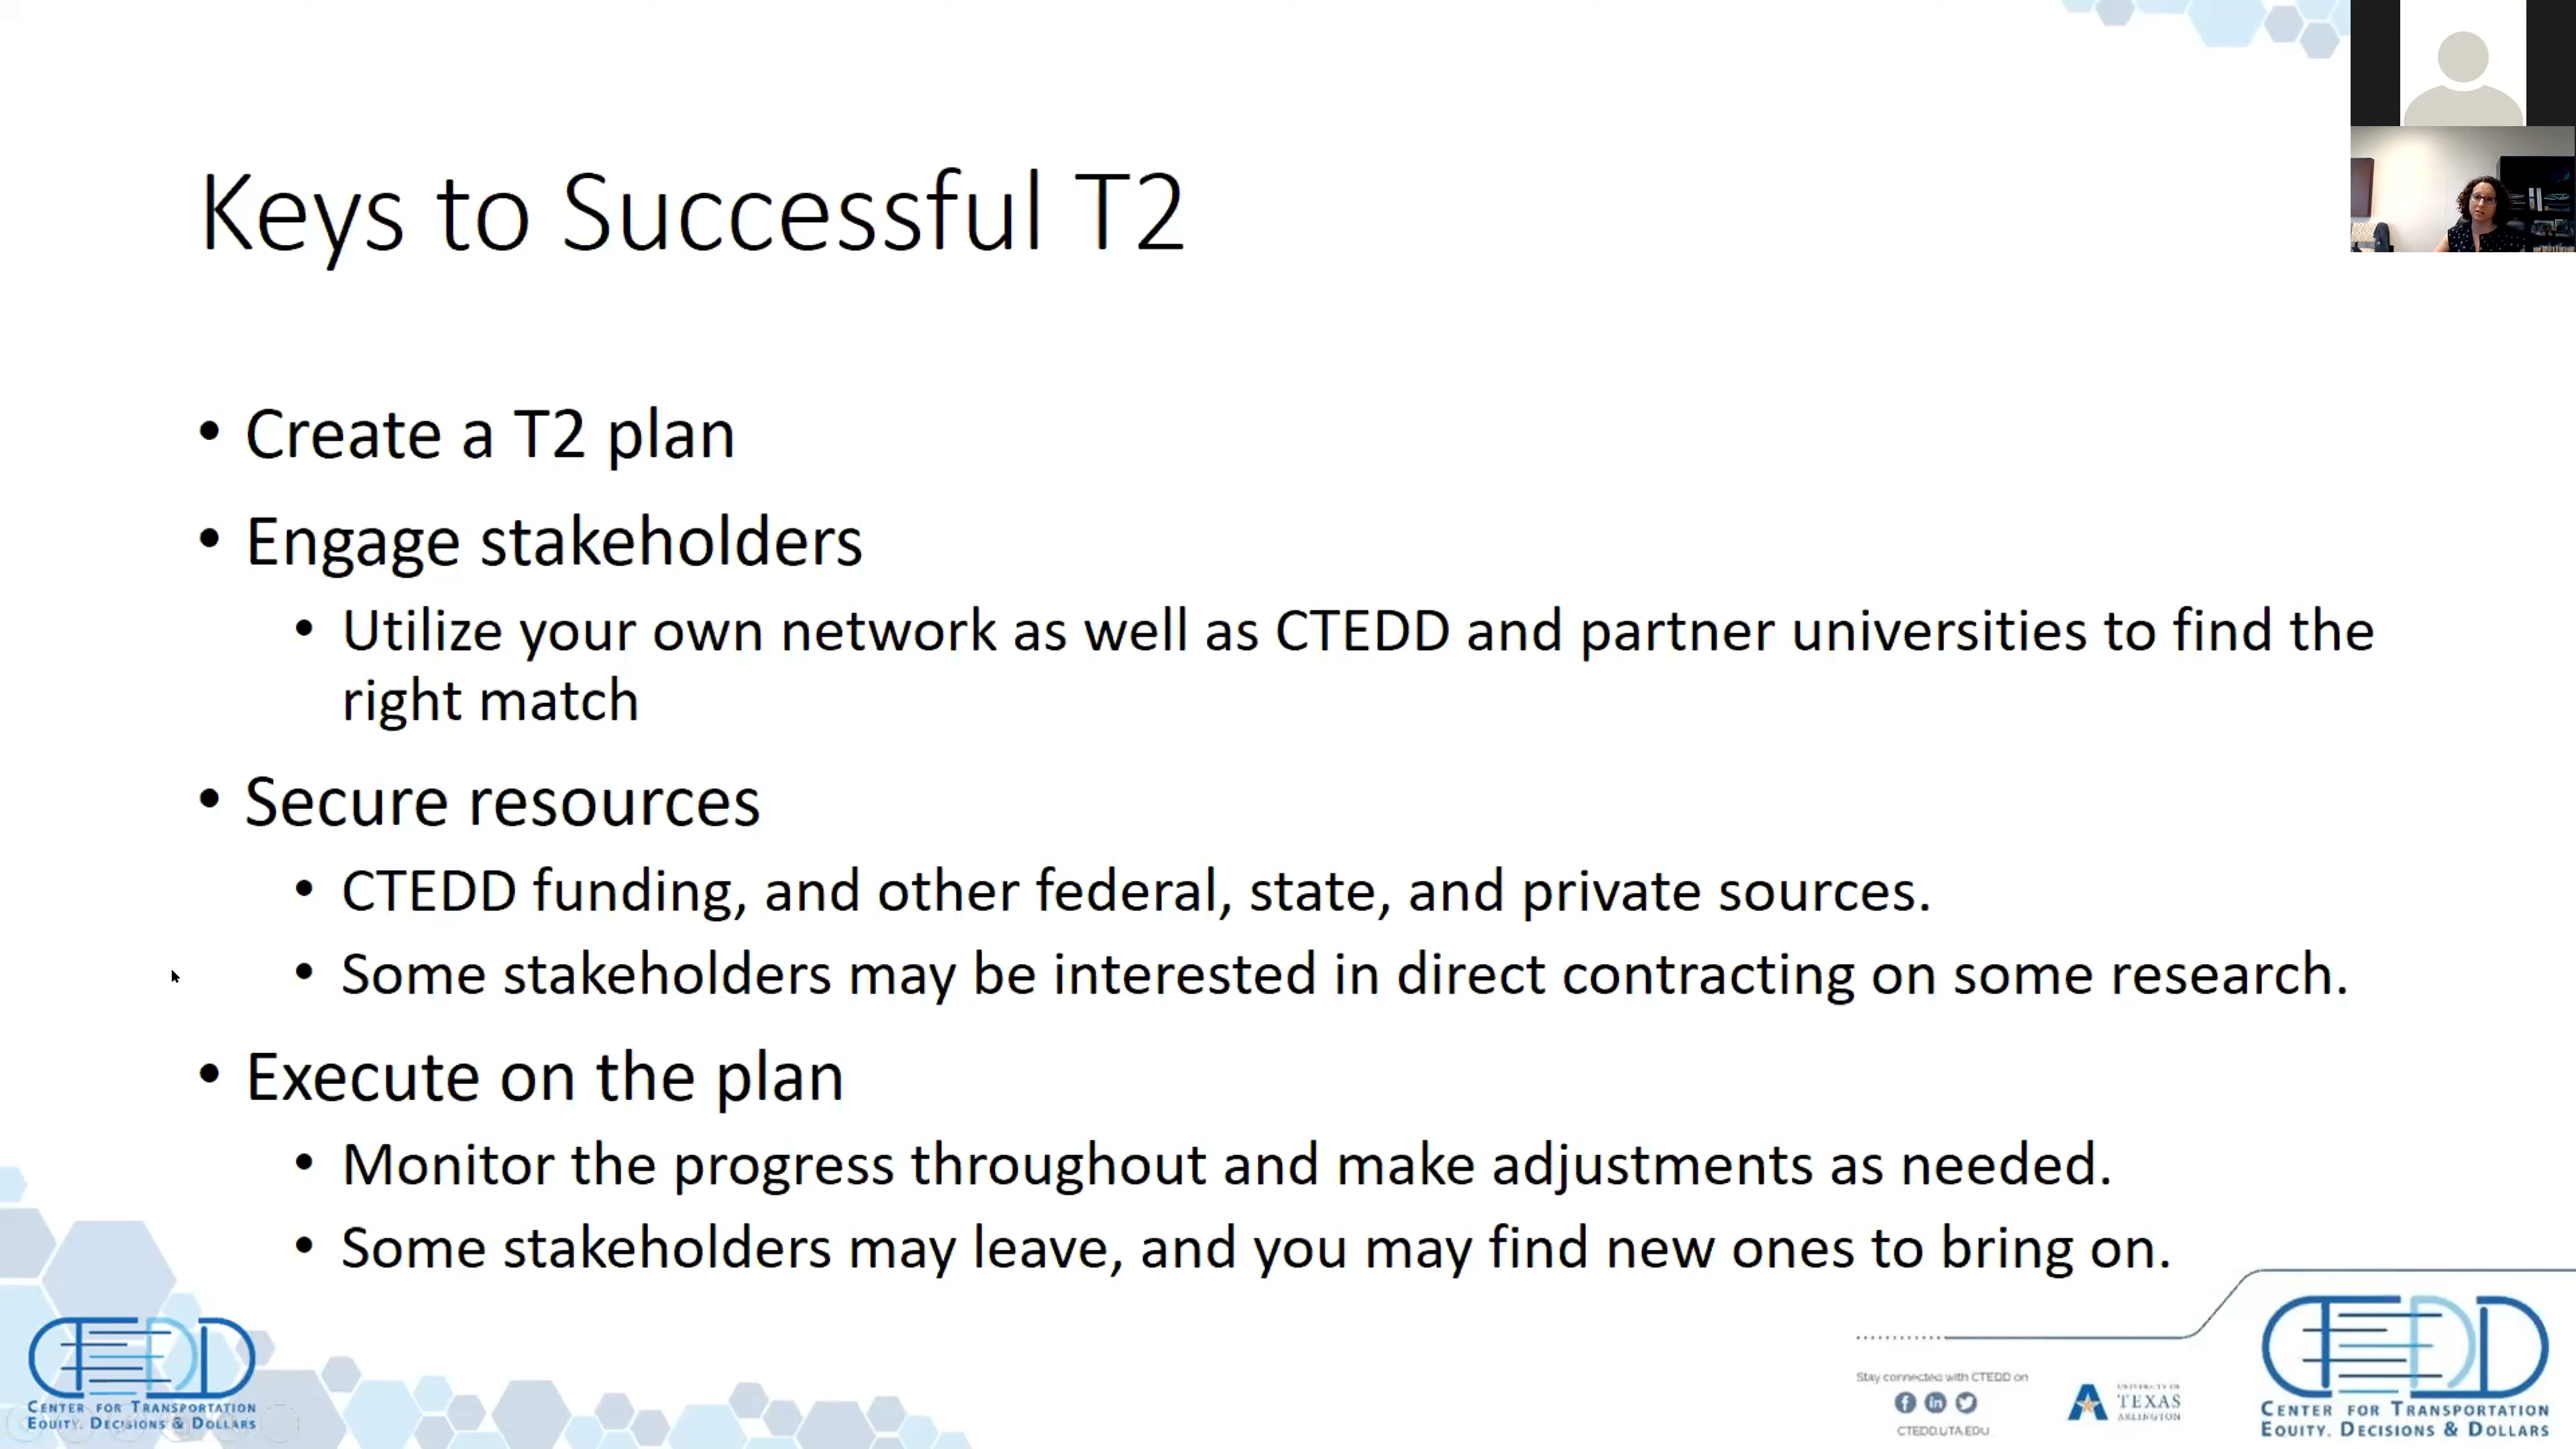 Keys to Successful T2
• Create a T2 plan
• Engage stakeholders
• Utilize your own network as well as CTEDD and partner universities to find the
right match
• Secure resources
• CTEDD funding, and other federal, state, and private sources.
• Some stakeholders may be interested in direct contracting on some research.
• Execute on the plan
• Monitor the progress throughout and make adjustments as needed.
• Some stakeholders may leave, and you may find new ones to bring on.
CTEDD
CENTER FOR TRANSPORTATION
EQUITY, DECISIONS & DOLLARS
Stay connected with CTEDD on
CTEDD.UTA.EDU
UNIVERSITY OF
TEXAS
ARLINGTON
CTEDD
CENTER FOR TRANSPORTATION
EQUITY, DECISIONS & DOLLARS